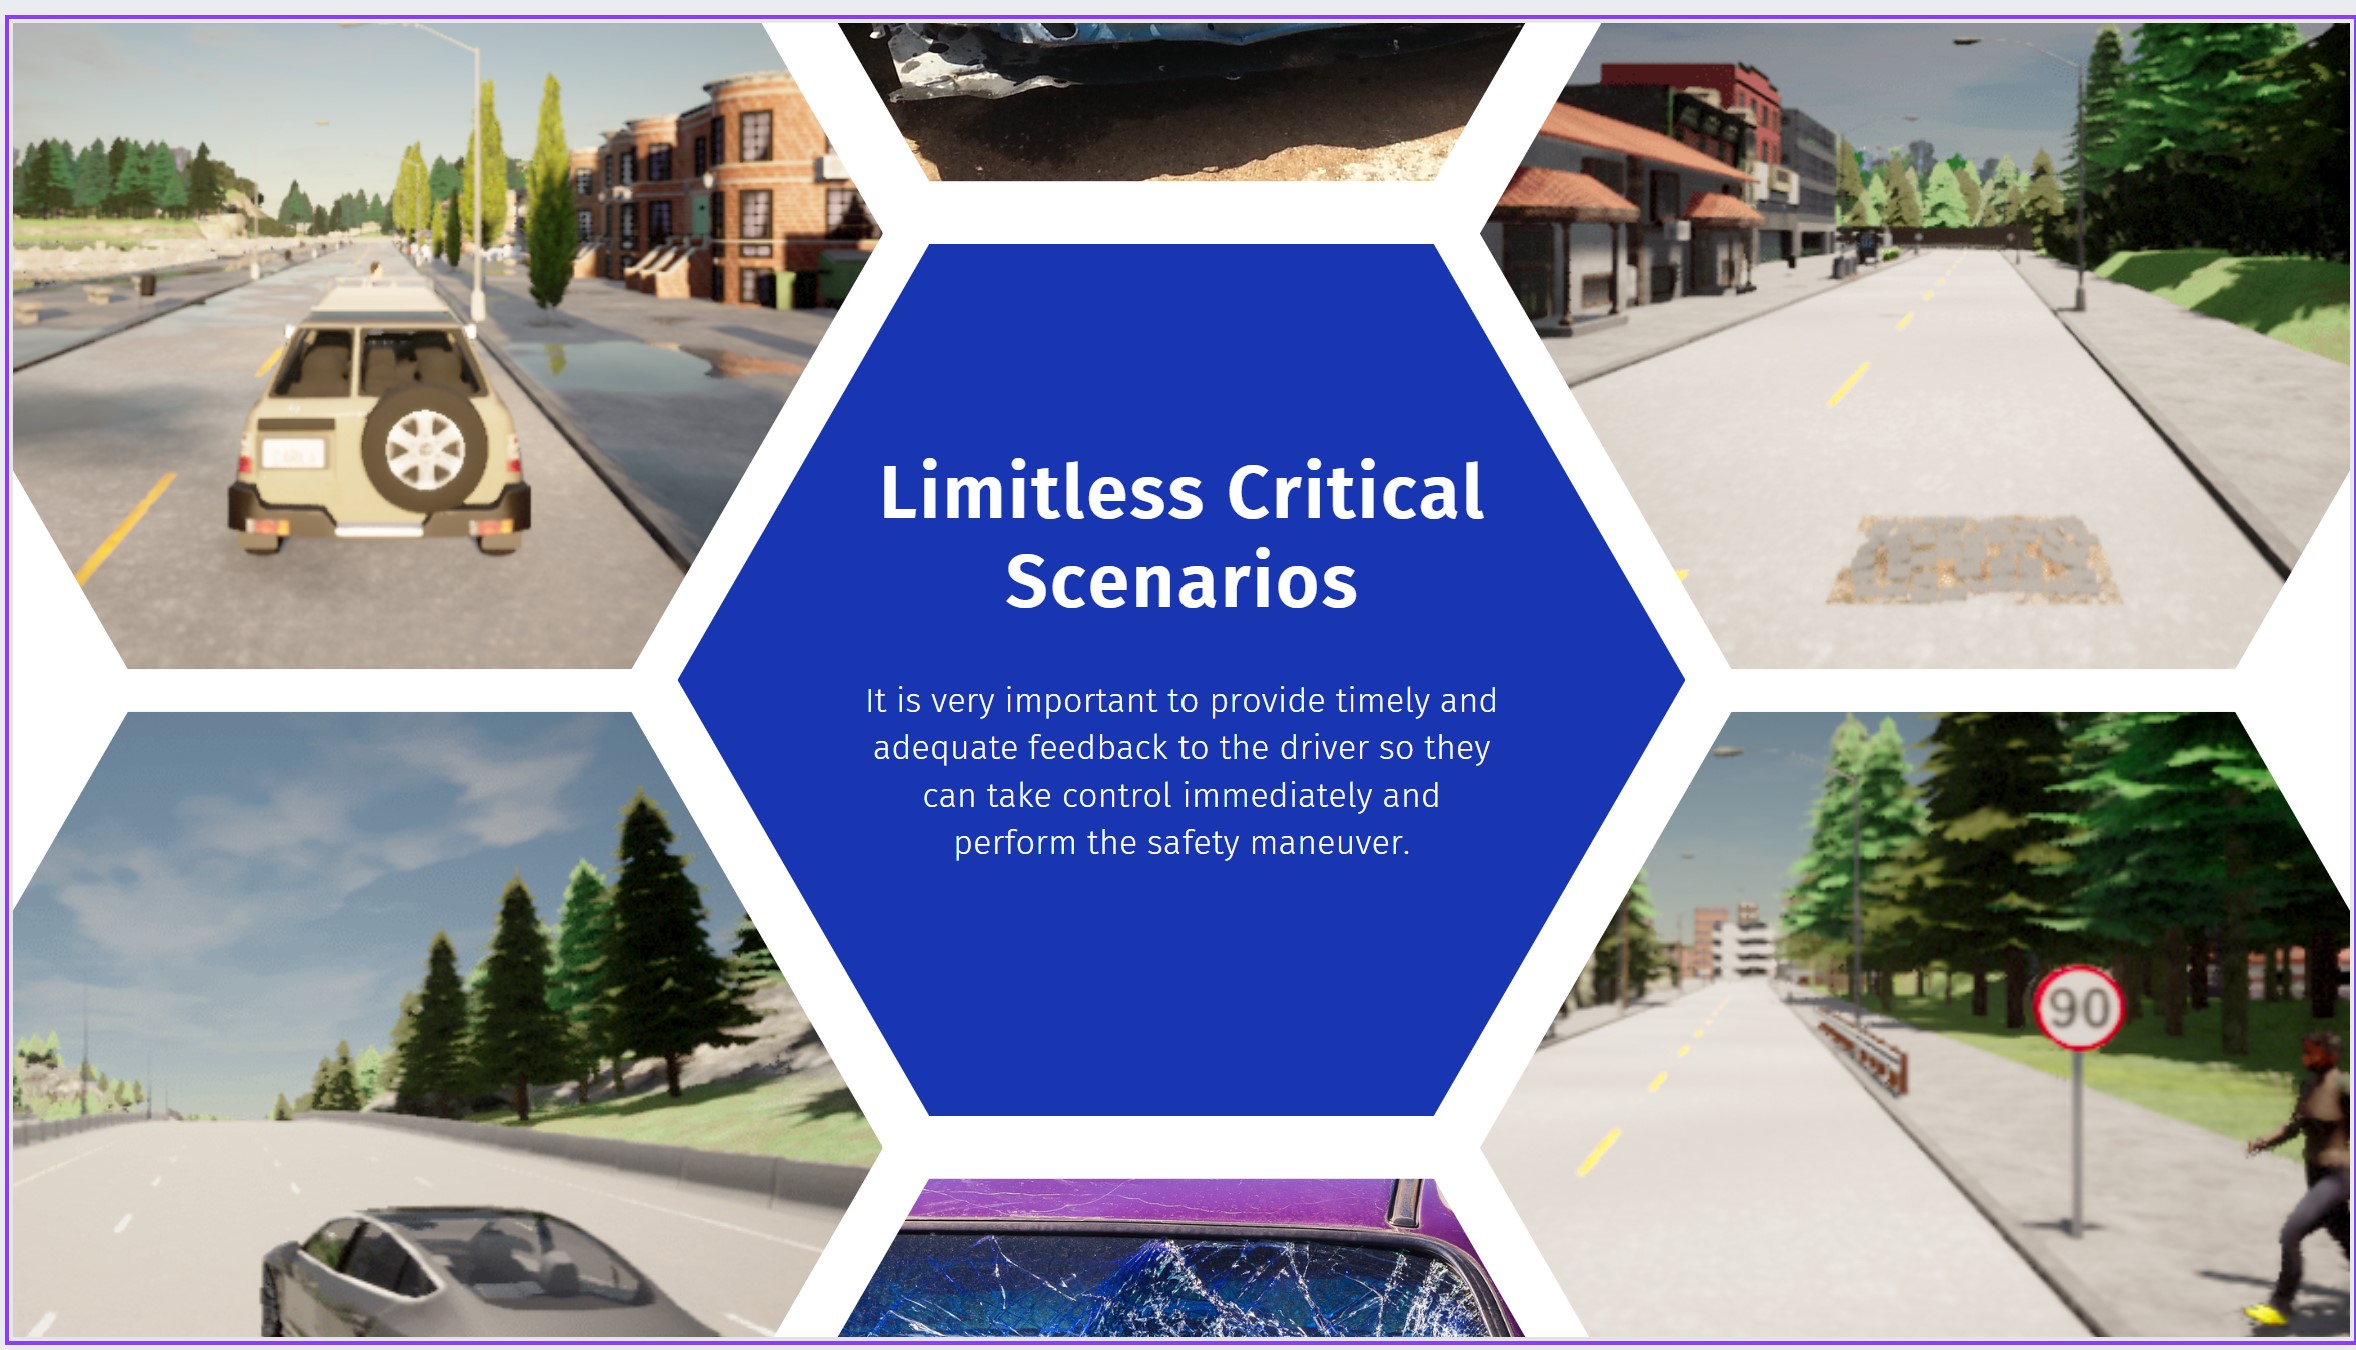 Limitless Critical
Scenarios
It is very important to provide timely and
adequate feedback to the driver so they
can take control immediately and
perform the safety maneuver.
90